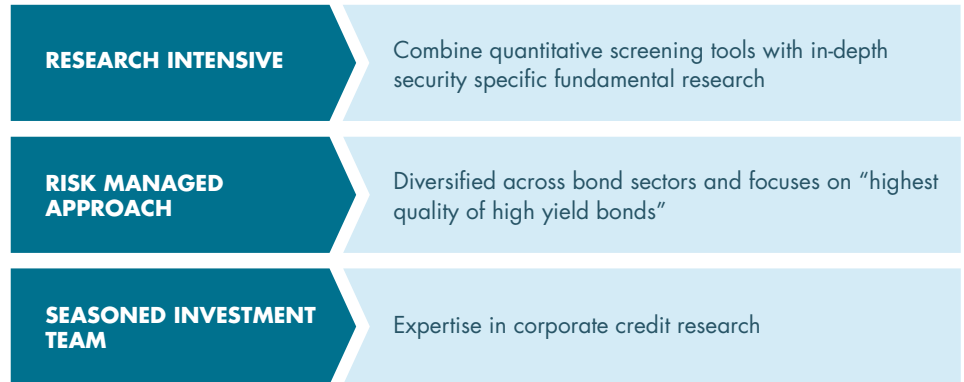 RESEARCH INTENSIVE
Combine quantitative screening tools with in-depth
security specific fundamental research
RISK MANAGED
APPROACH
Diversified across bond sectors and focuses on “highest
quality of high yield bonds”
SEASONED INVESTMENT
TEAM
Expertise in corporate credit research